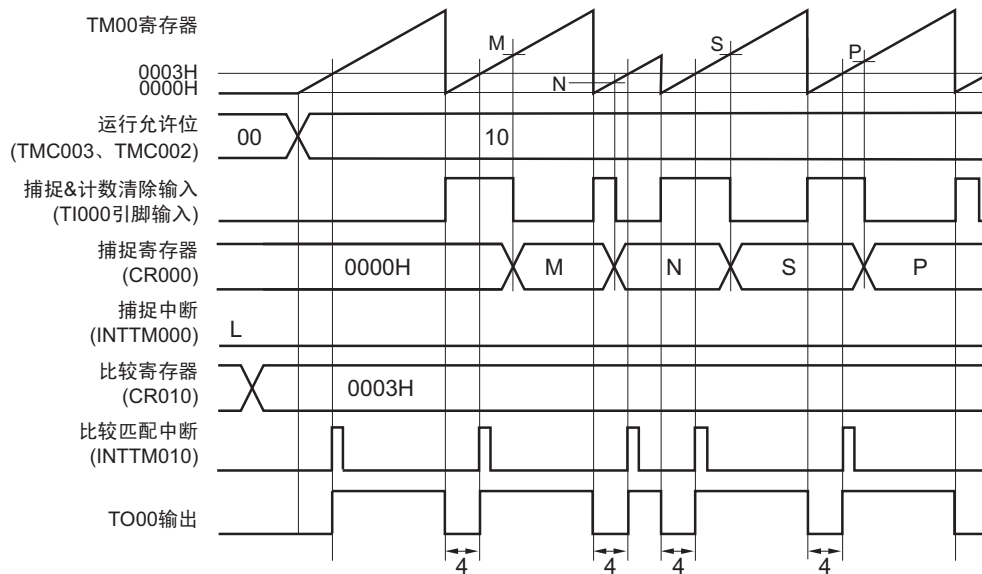 TM00寄存器
M
S
P
0003H
0000H
N
运行允许位
(TMC003、TMC002)
00
10
捕捉&计数清除输入
(TI000引脚输入)
捕捉寄存器
(CR000)
0000H
M
N
S
P
捕捉中断
(INTTM000)
L
比较寄存器
(CR010)
0003H
比较匹配中断
(INTTM010)
TO00输出
4
4
4
4